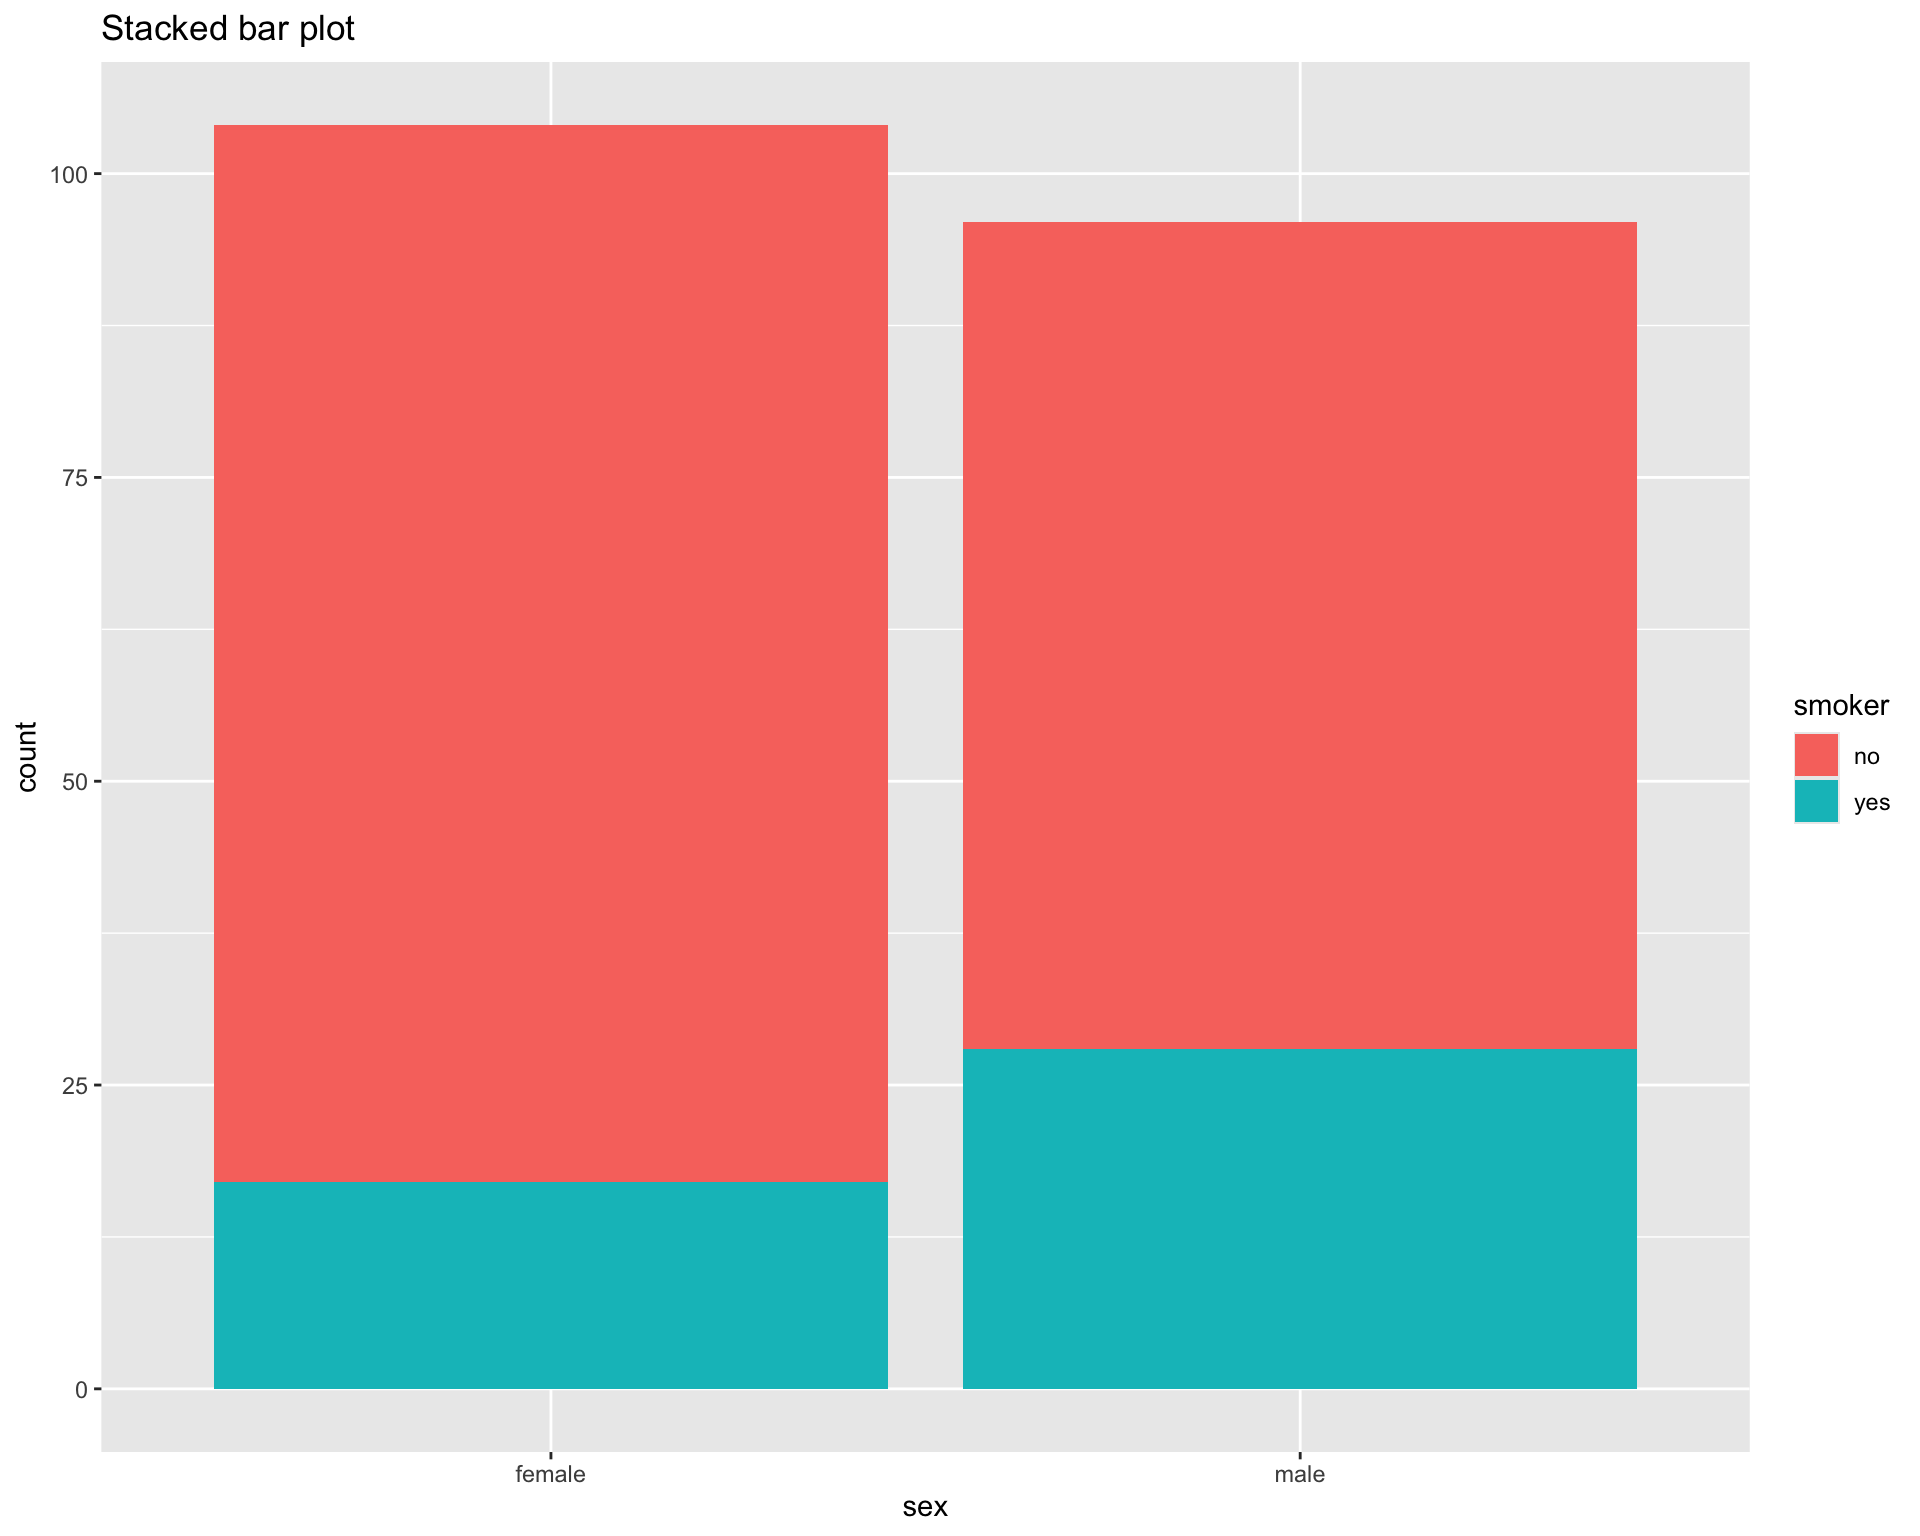 Stacked bar plot
100
75
50
25
0
count
female
male
sex
smoker
no
yes